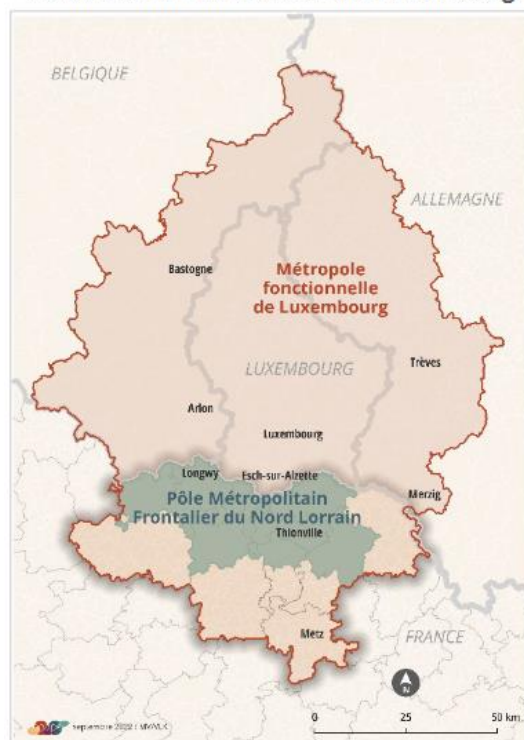 BELGIQUE
ALLEMAGNE
Bastogne
Métropole
fonctionnelle
de Luxembourg
LUXEMBOURG
Trèves
Arlon
Luxembourg
Longwy
Esch-sur-Alzette
Merzig
Pôle Métropolitain
Frontalier du Nord Lorrain
Thionville
Metz
FRANCE
N
septembre 2022 /
0 25 50 km